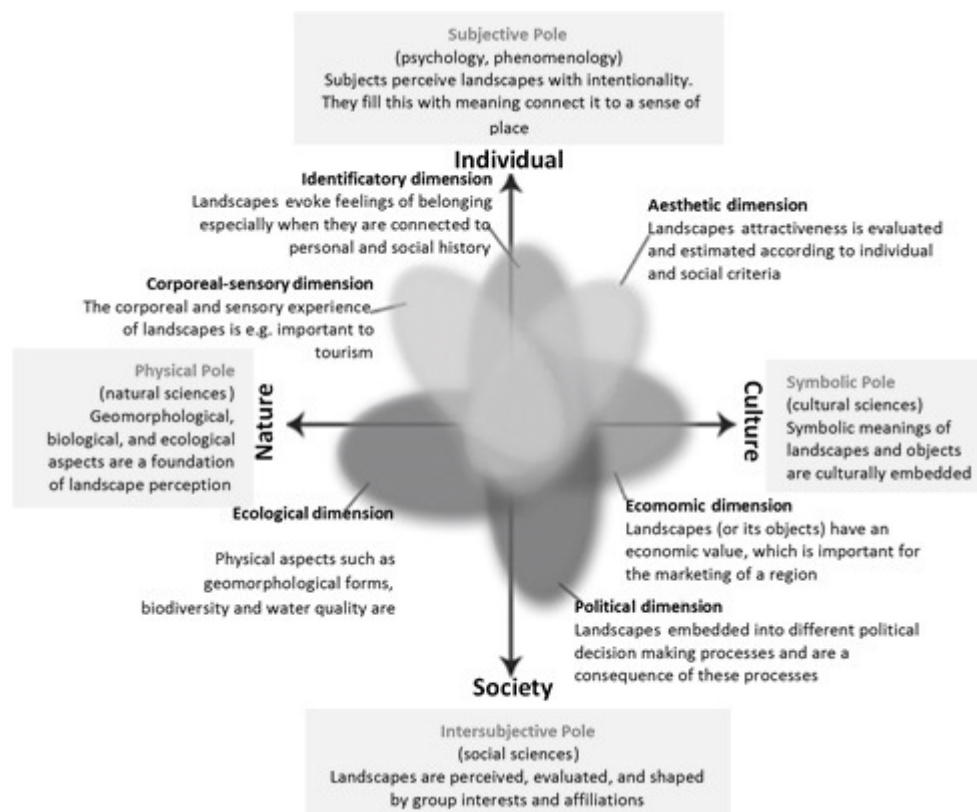 Subjective Pole
(psychology, phenomenology)
Subjects perceive landscapes with intentionality.
They fill this with meaning connect it to a sense of
place
Individual
Identificatory dimension
Landscapes evoke feelings of belonging
especially when they are connected to
personal and social history
Aesthetic dimension
Landscapes attractiveness is evaluated
and estimated according to individual
and social criteria
Corporeal-sensory dimension
The corporeal and sensory experience
of landscapes is e.g. important to
tourism
Physical Pole
(natural sciences)
Geomorphological,
biological, and ecological
aspects are a foundation
of landscape perception
Nature
Culture
Symbolic Pole
(cultural sciences)
Symbolic meanings of
landscapes and objects
are culturally embedded
Ecological dimension
Physical aspects such as
geomorphological forms,
biodiversity and water quality are
Ecomomic dimension
Landscapes (or its objects) have an
economic value, which is important for
the marketing of a region
Political dimension
Landscapes embedded into different political
decision making processes and are a
consequence of these processes
Society
Intersubjective Pole
(social sciences)
Landscapes are perceived, evaluated, and shaped
by group interests and affiliations